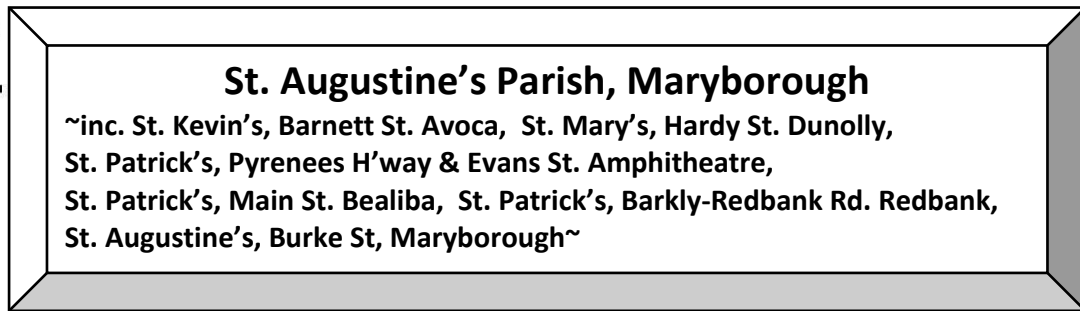 St. Augustine’s Parish, Maryborough
~inc. St. Kevin’s, Barnett St. Avoca,  St. Mary’s, Hardy St. Dunolly,
St. Patrick’s, Pyrenees H’way & Evans St. Amphitheatre,
St. Patrick’s, Main St. Bealiba,  St. Patrick’s, Barkly-Redbank Rd. Redbank,
St. Augustine’s, Burke St, Maryborough~